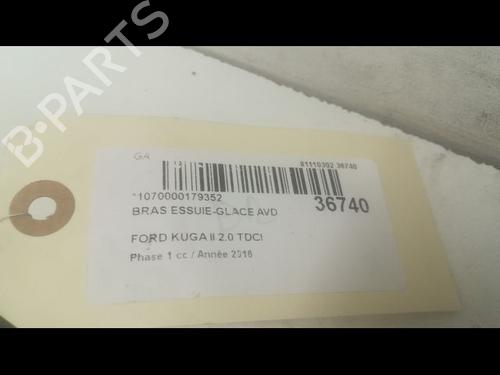 B-PARTS
GA
81110302 36740
*1070000179352
BRAS ESSUIE-GLACE AVD
36740
FORD KUGA II 2.0 TDCI
Phase 1 cc / Année 2016